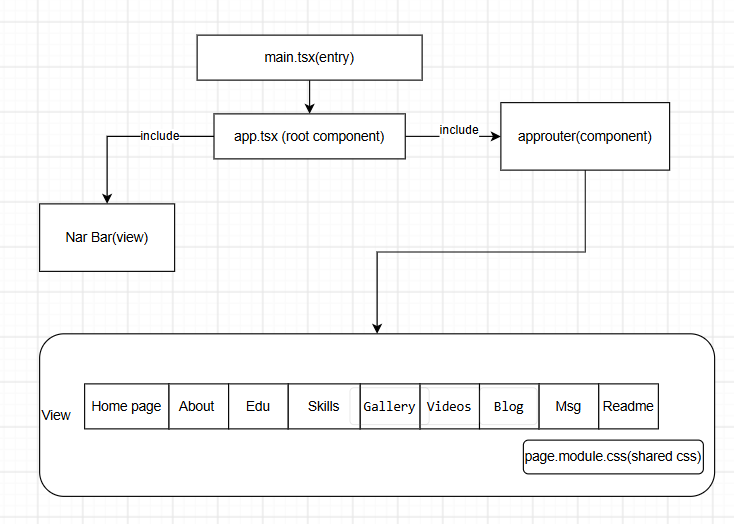 main.tsx(entry)
include
app.tsx (root component)
include
approuter(component)
Nar Bar(view)
View
Home page
About
Edu
Skills
Gallery
Videos
Blog
Msg
Readme
page.module.css(shared css)